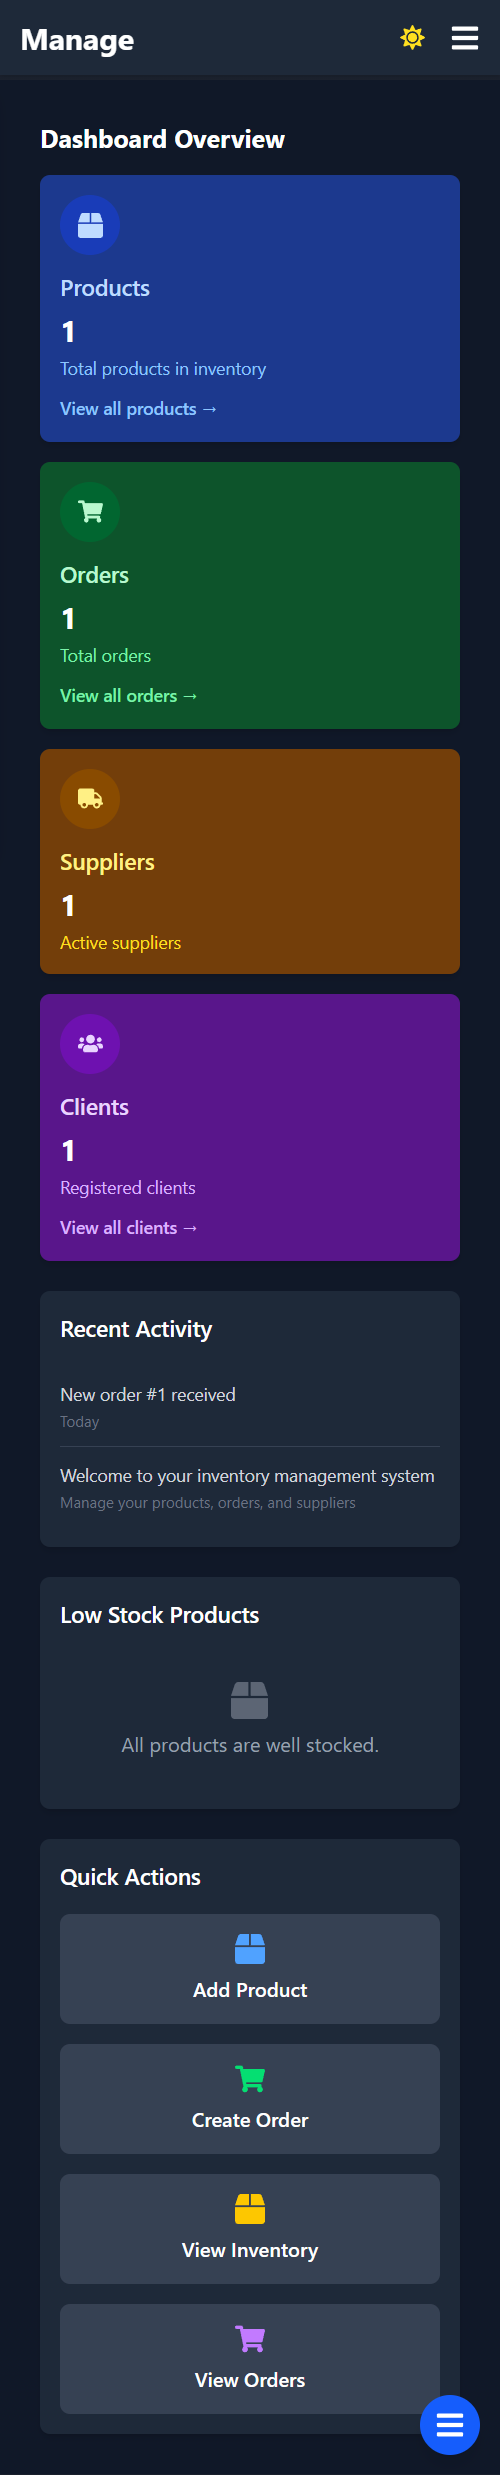 Manage
Dashboard Overview
Products
1
Total products in inventory
View all products →
Orders
1
Total orders
View all orders →
Suppliers
1
Active suppliers
Clients
1
Registered clients
View all clients →
Recent Activity
New order #1 received
Today
Welcome to your inventory management system
Manage your products, orders, and suppliers
Low Stock Products
All products are well stocked.
Quick Actions
Add Product
Create Order
View Inventory
View Orders